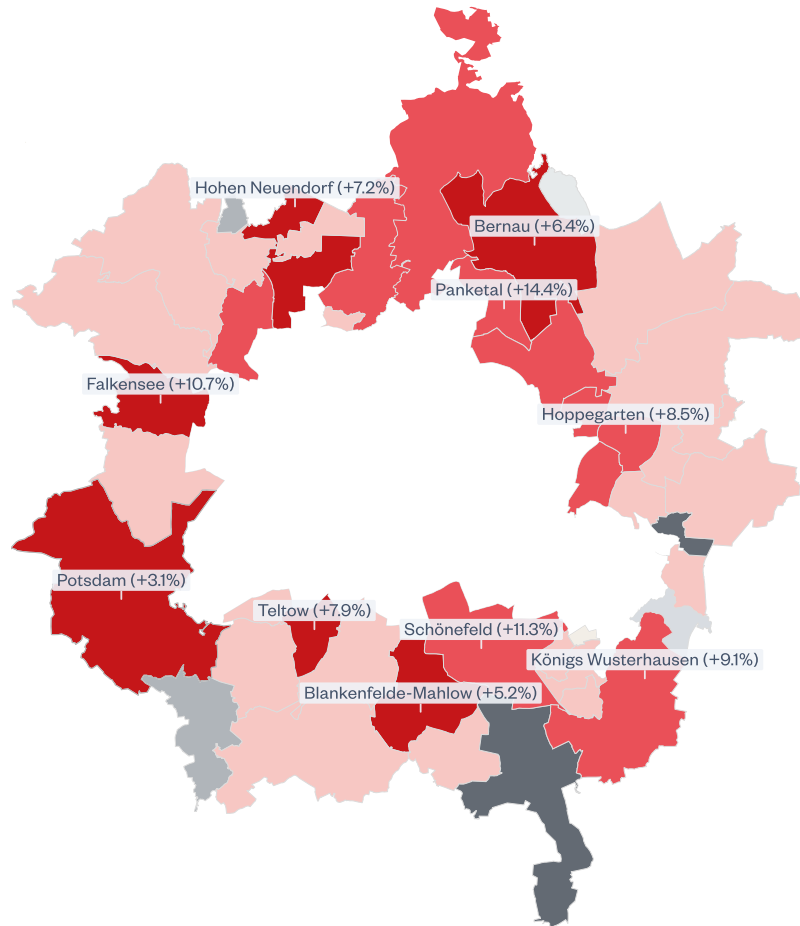 Hohen Neuendorf (+7.2%)
Bernau (+6.4%)
Panketal (+14.4%)
Falkensee (+10.7%)
Hoppegarten (+8.5%)
Potsdam (+3.1%)
Teltow (+7.9%)
Schönefeld (+11.3%)
Königs Wusterhausen (+9.1%)
Blankenfelde-Mahlow (+5.2%)